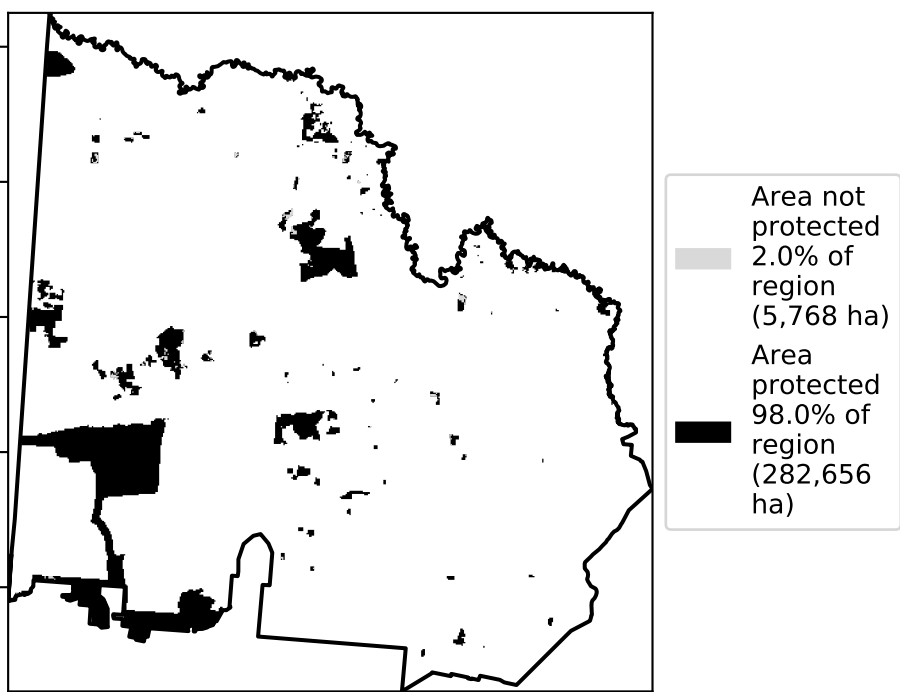 Area not
protected
2.0% of
region
(5,768 ha)
Area
protected
98.0% of
region
(282,656
ha)